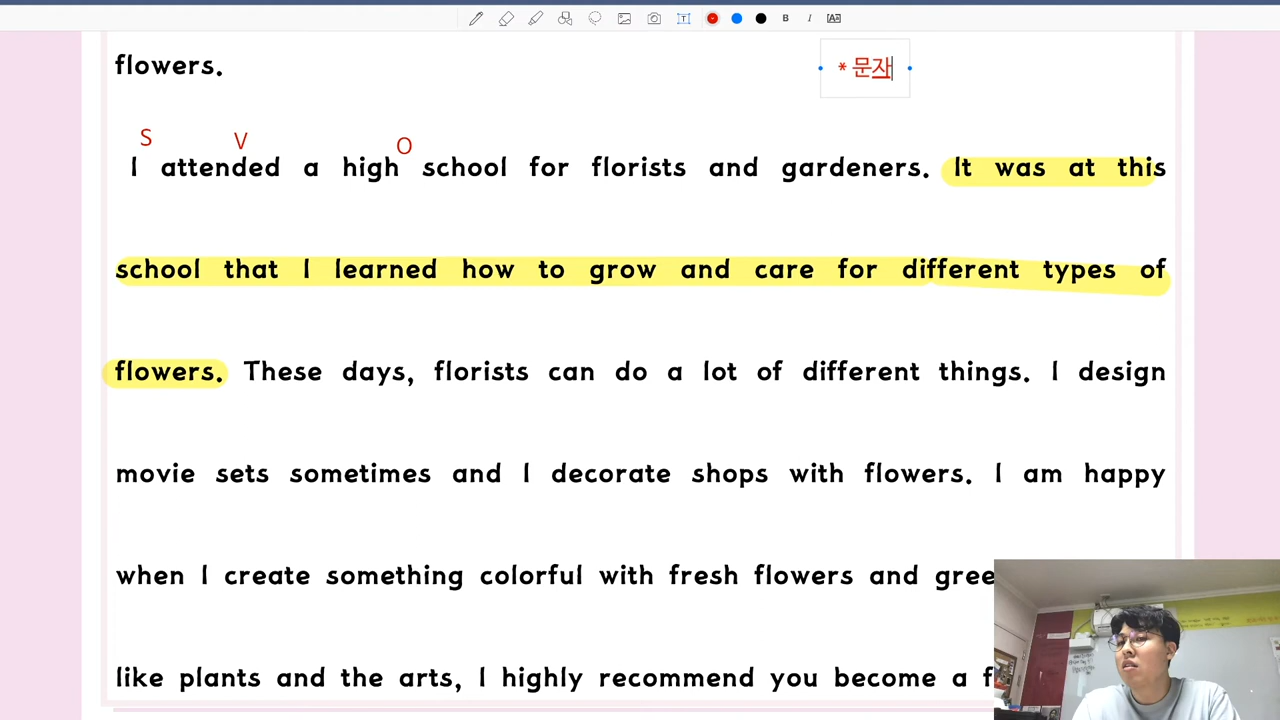 B I A
flowers.
* 문자
S V O
I attended a high school for florists and gardeners. It was at this
school that I learned how to grow and care for different types of
flowers. These days, florists can do a lot of different things. I design
movie sets sometimes and I decorate shops with flowers. I am happy
when I create something colorful with fresh flowers and
like plants and the arts, I highly recommend you become a